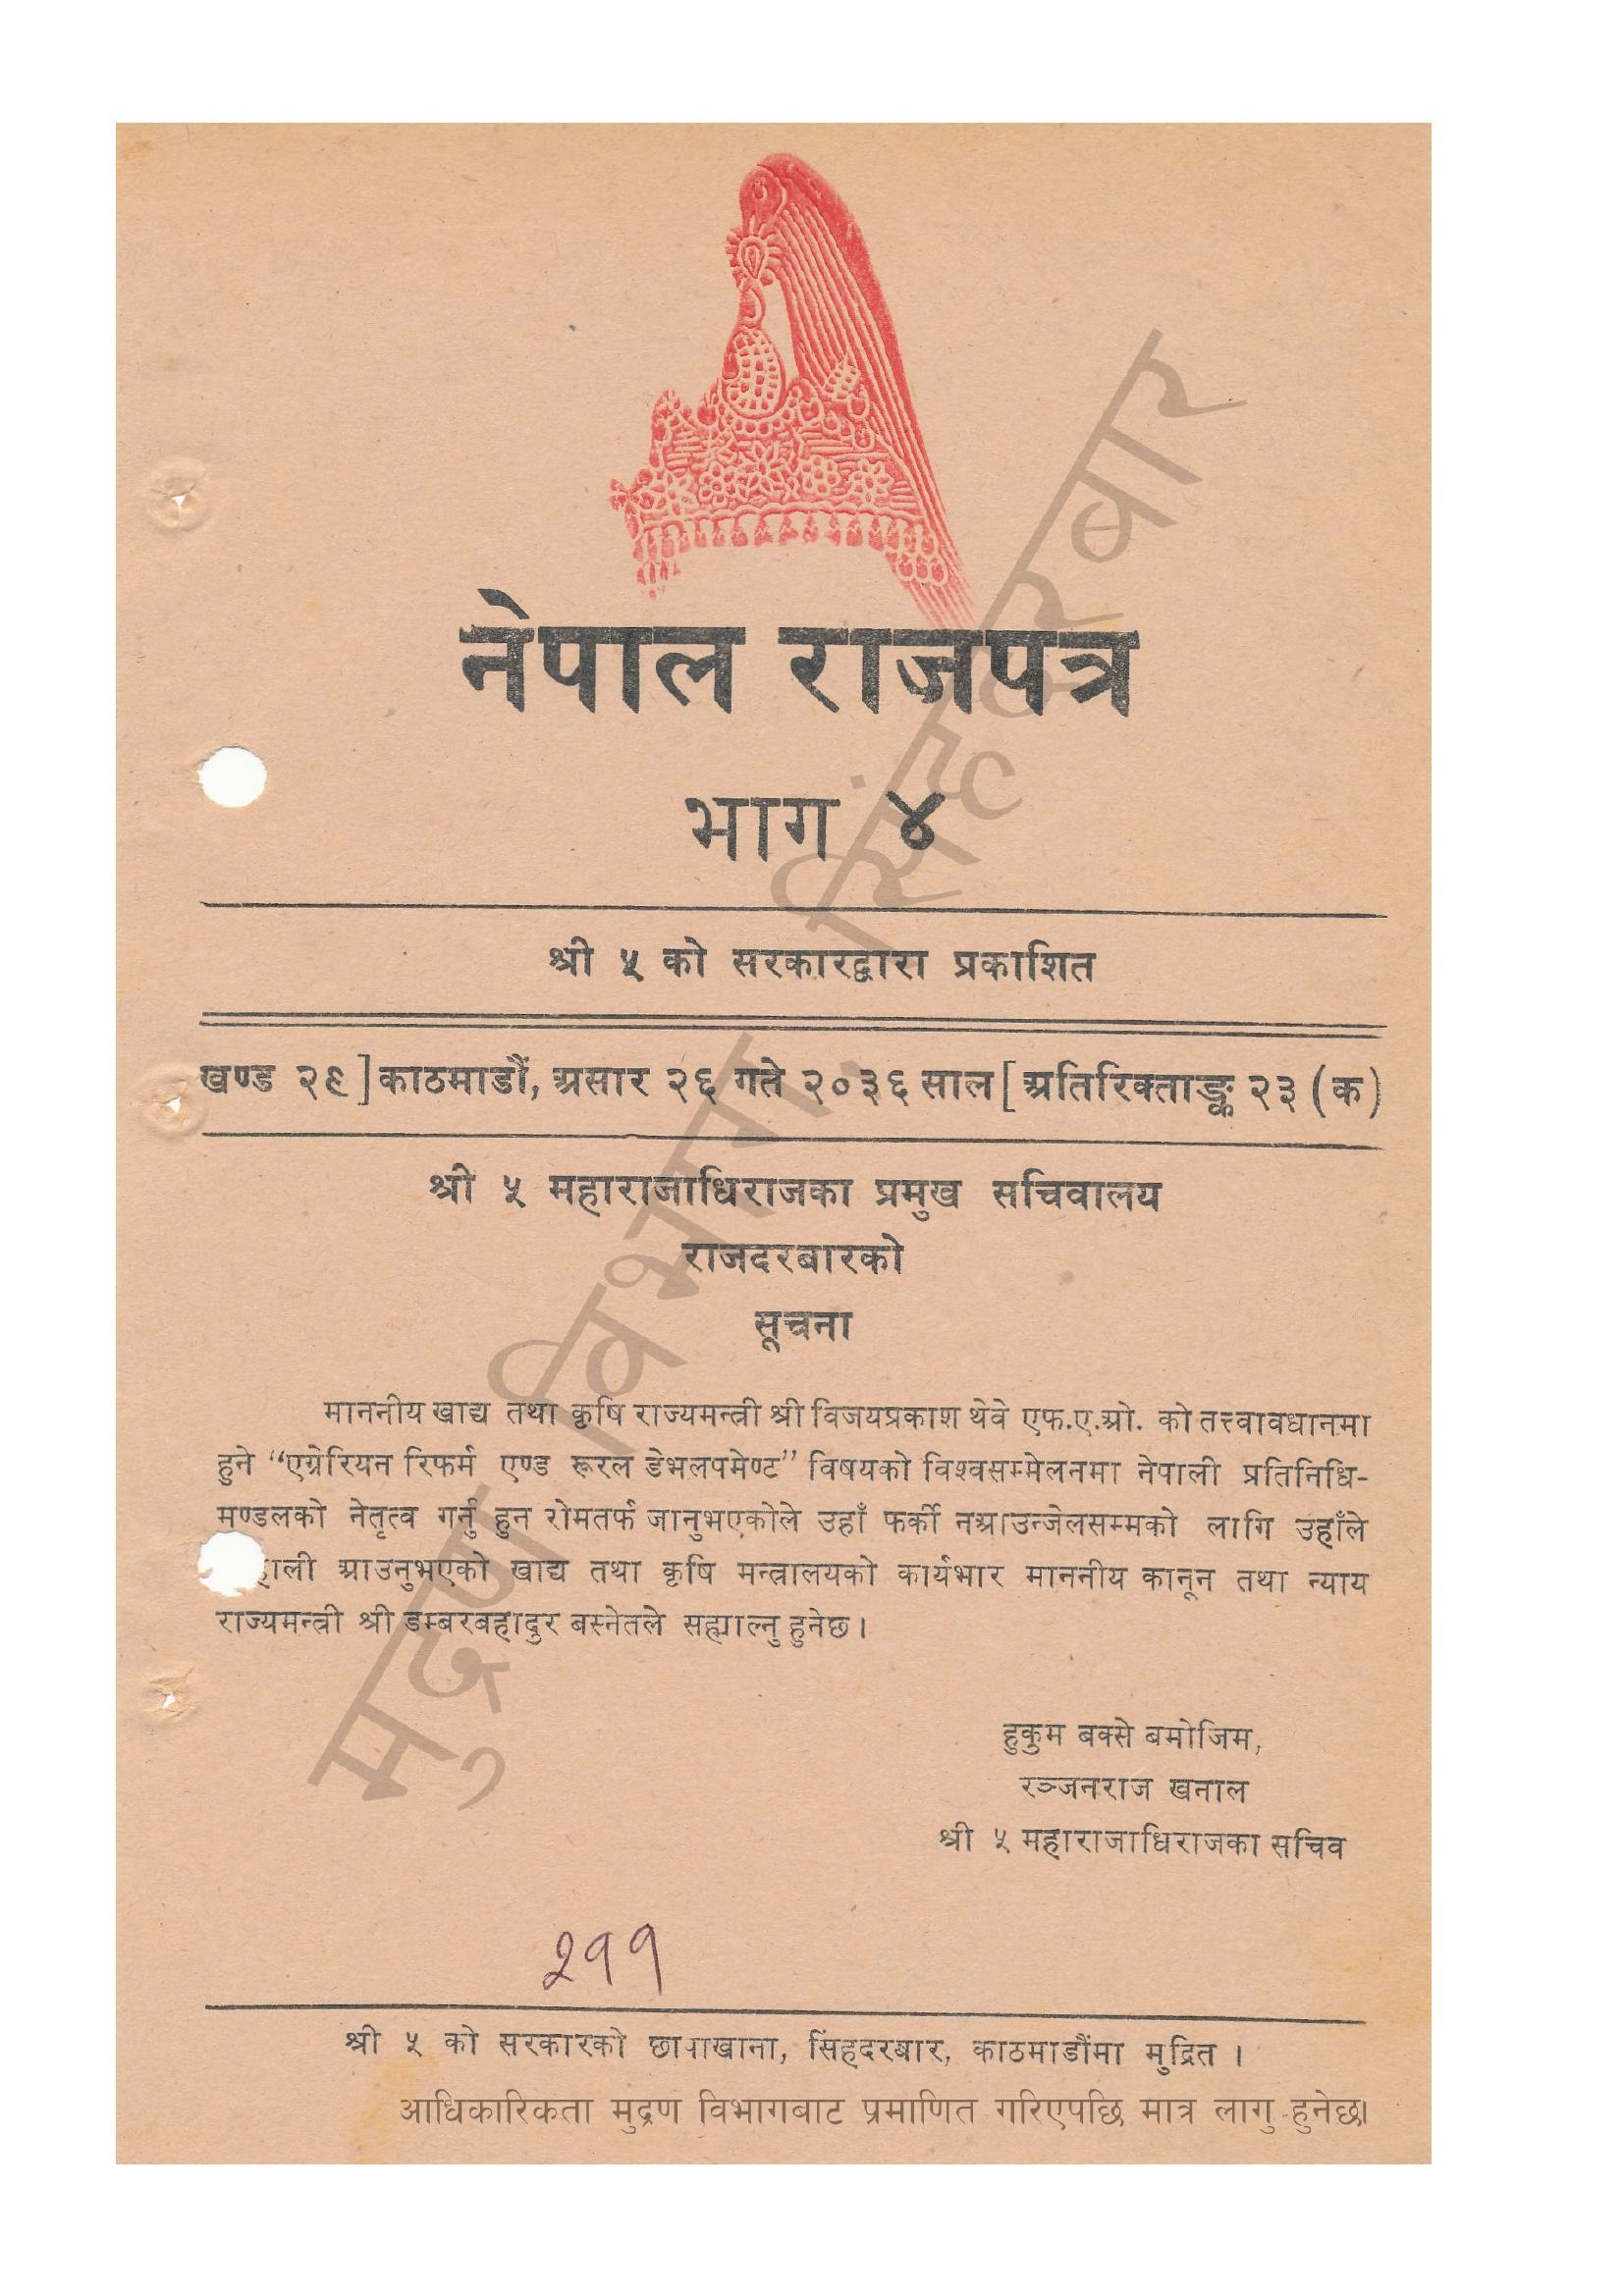 नेपाल राजपत्र
भाग ४
श्री ५ को सरकारद्वारा प्रकाशित
खण्ड २९] काठमाडौं, असार २६ गते २०३६ साल [अतिरिक्ताङ्क २३ (क)
श्री ५ महाराजाधिराजका प्रमुख सचिवालय
राजदरबारको
सूचना
माननीय खाद्य तथा कृषि राज्यमन्त्री श्री विजयप्रकाश थेवे एफ.ए.ओ. को तत्त्वावधानमा
हुने “एग्रेरियन रिफर्म एण्ड रूरल डेभलपमेण्ट” विषयको विश्वसम्मेलनमा नेपाली प्रतिनिधि-
मण्डलको नेतृत्व गर्नु हुन रोमतर्फ जानुभएकोले उहाँ फर्की नआउन्जेलसम्मको लागि उहाँले
आउनुभएको खाद्य तथा कृषि मन्त्रालयको कार्यभार माननीय कानून तथा न्याय
राज्यमन्त्री श्री डम्बरबहादुर बस्नेतले सह्माल्नु हुनेछ।
हुकुम बक्से बमोजिम,
रञ्जनराज खनाल
श्री ५ महाराजाधिराजका सचिव
२११
श्री ५ को सरकारको छापाखाना, सिंहदरबार, काठमाडौंमा मुद्रित ।
आधिकारिकता मुद्रण विभागबाट प्रमाणित गरिएपछि मात्र लागु हुनेछ।
मुद्रण विभाग, सिंहदरबार